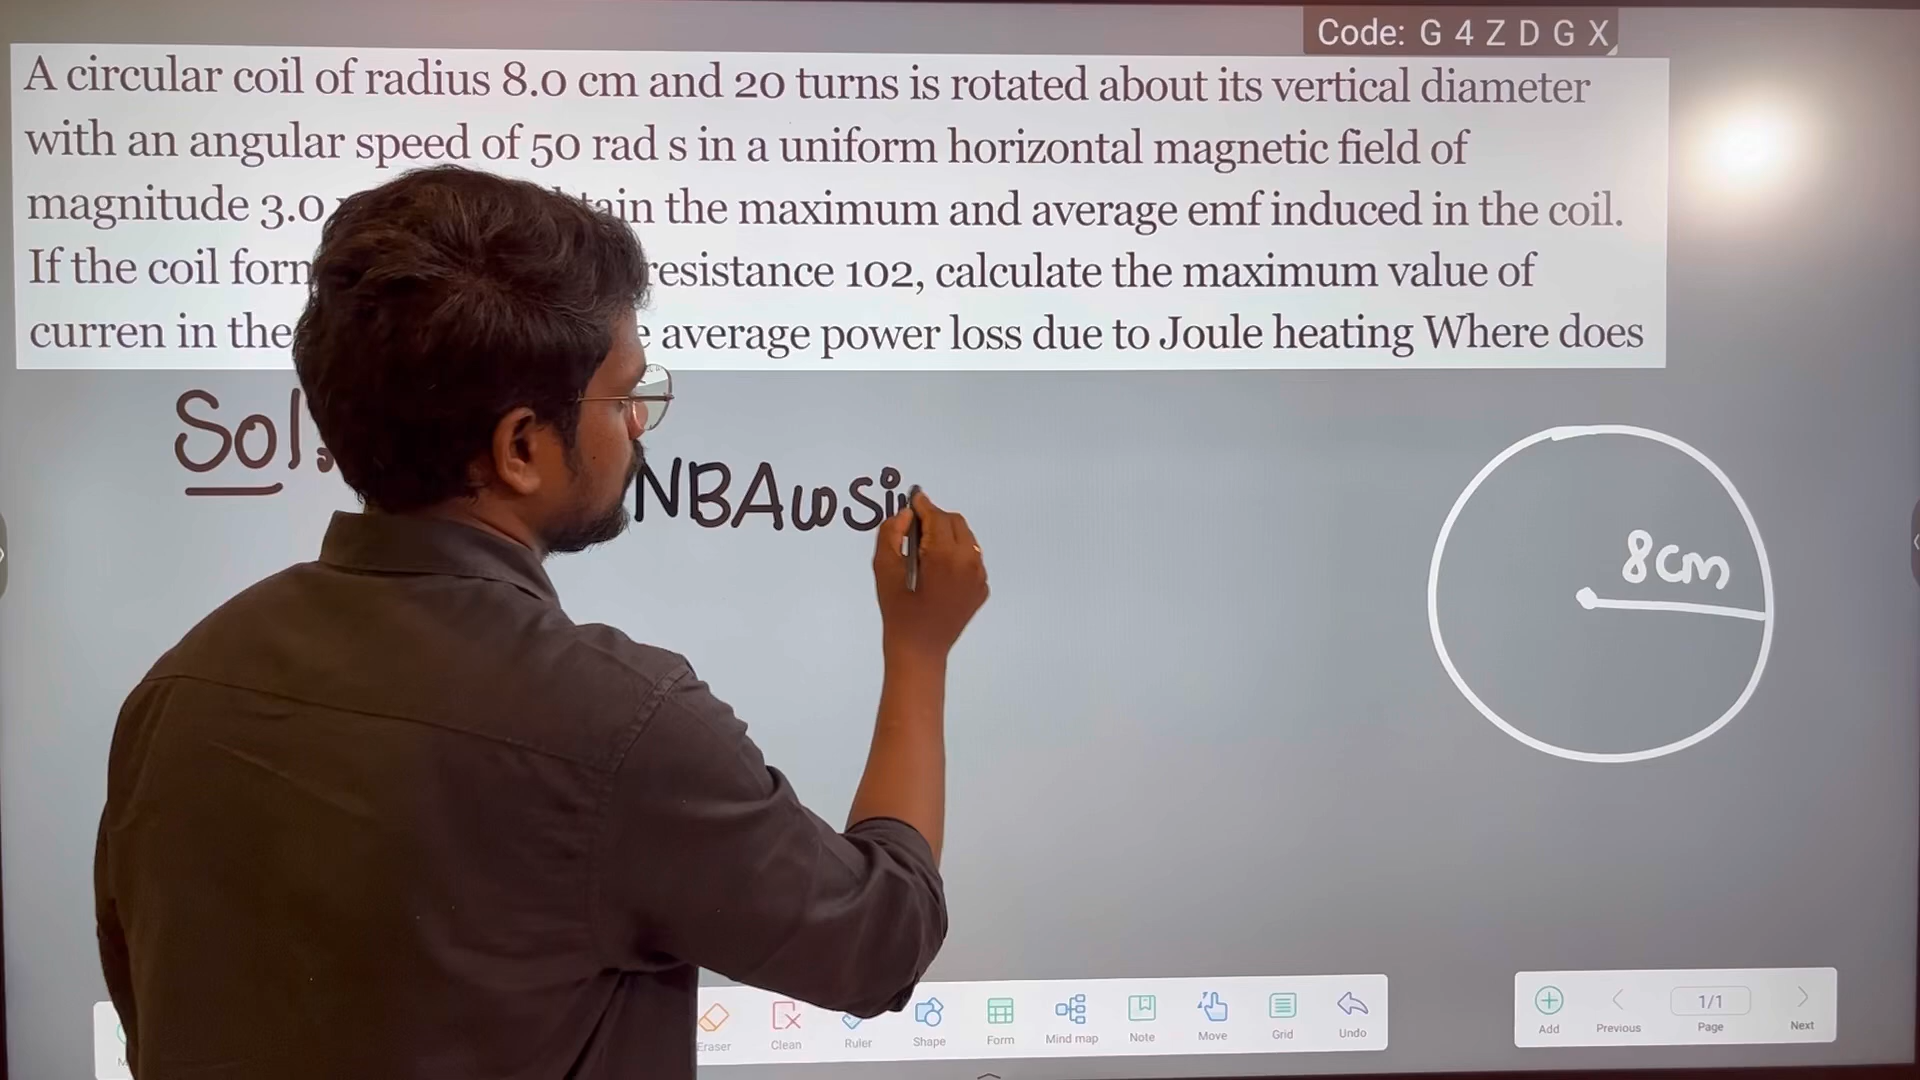 Code: G 4 Z D G X
A circular coil of radius 8.0 cm and 20 turns is rotated about its vertical diameter
with an angular speed of 50 rad s in a uniform horizontal magnetic field of
magnitude 3.0 the maximum and average emf induced in the coil.
If the coil resistance 102, calculate the maximum value of
curren in the average power loss due to Joule heating Where does
Sol
NBAωSi
8cm
Eraser Clean Ruler Shape Form Mind map Note Move Grid Undo
Add Previous 1/1 Page Next